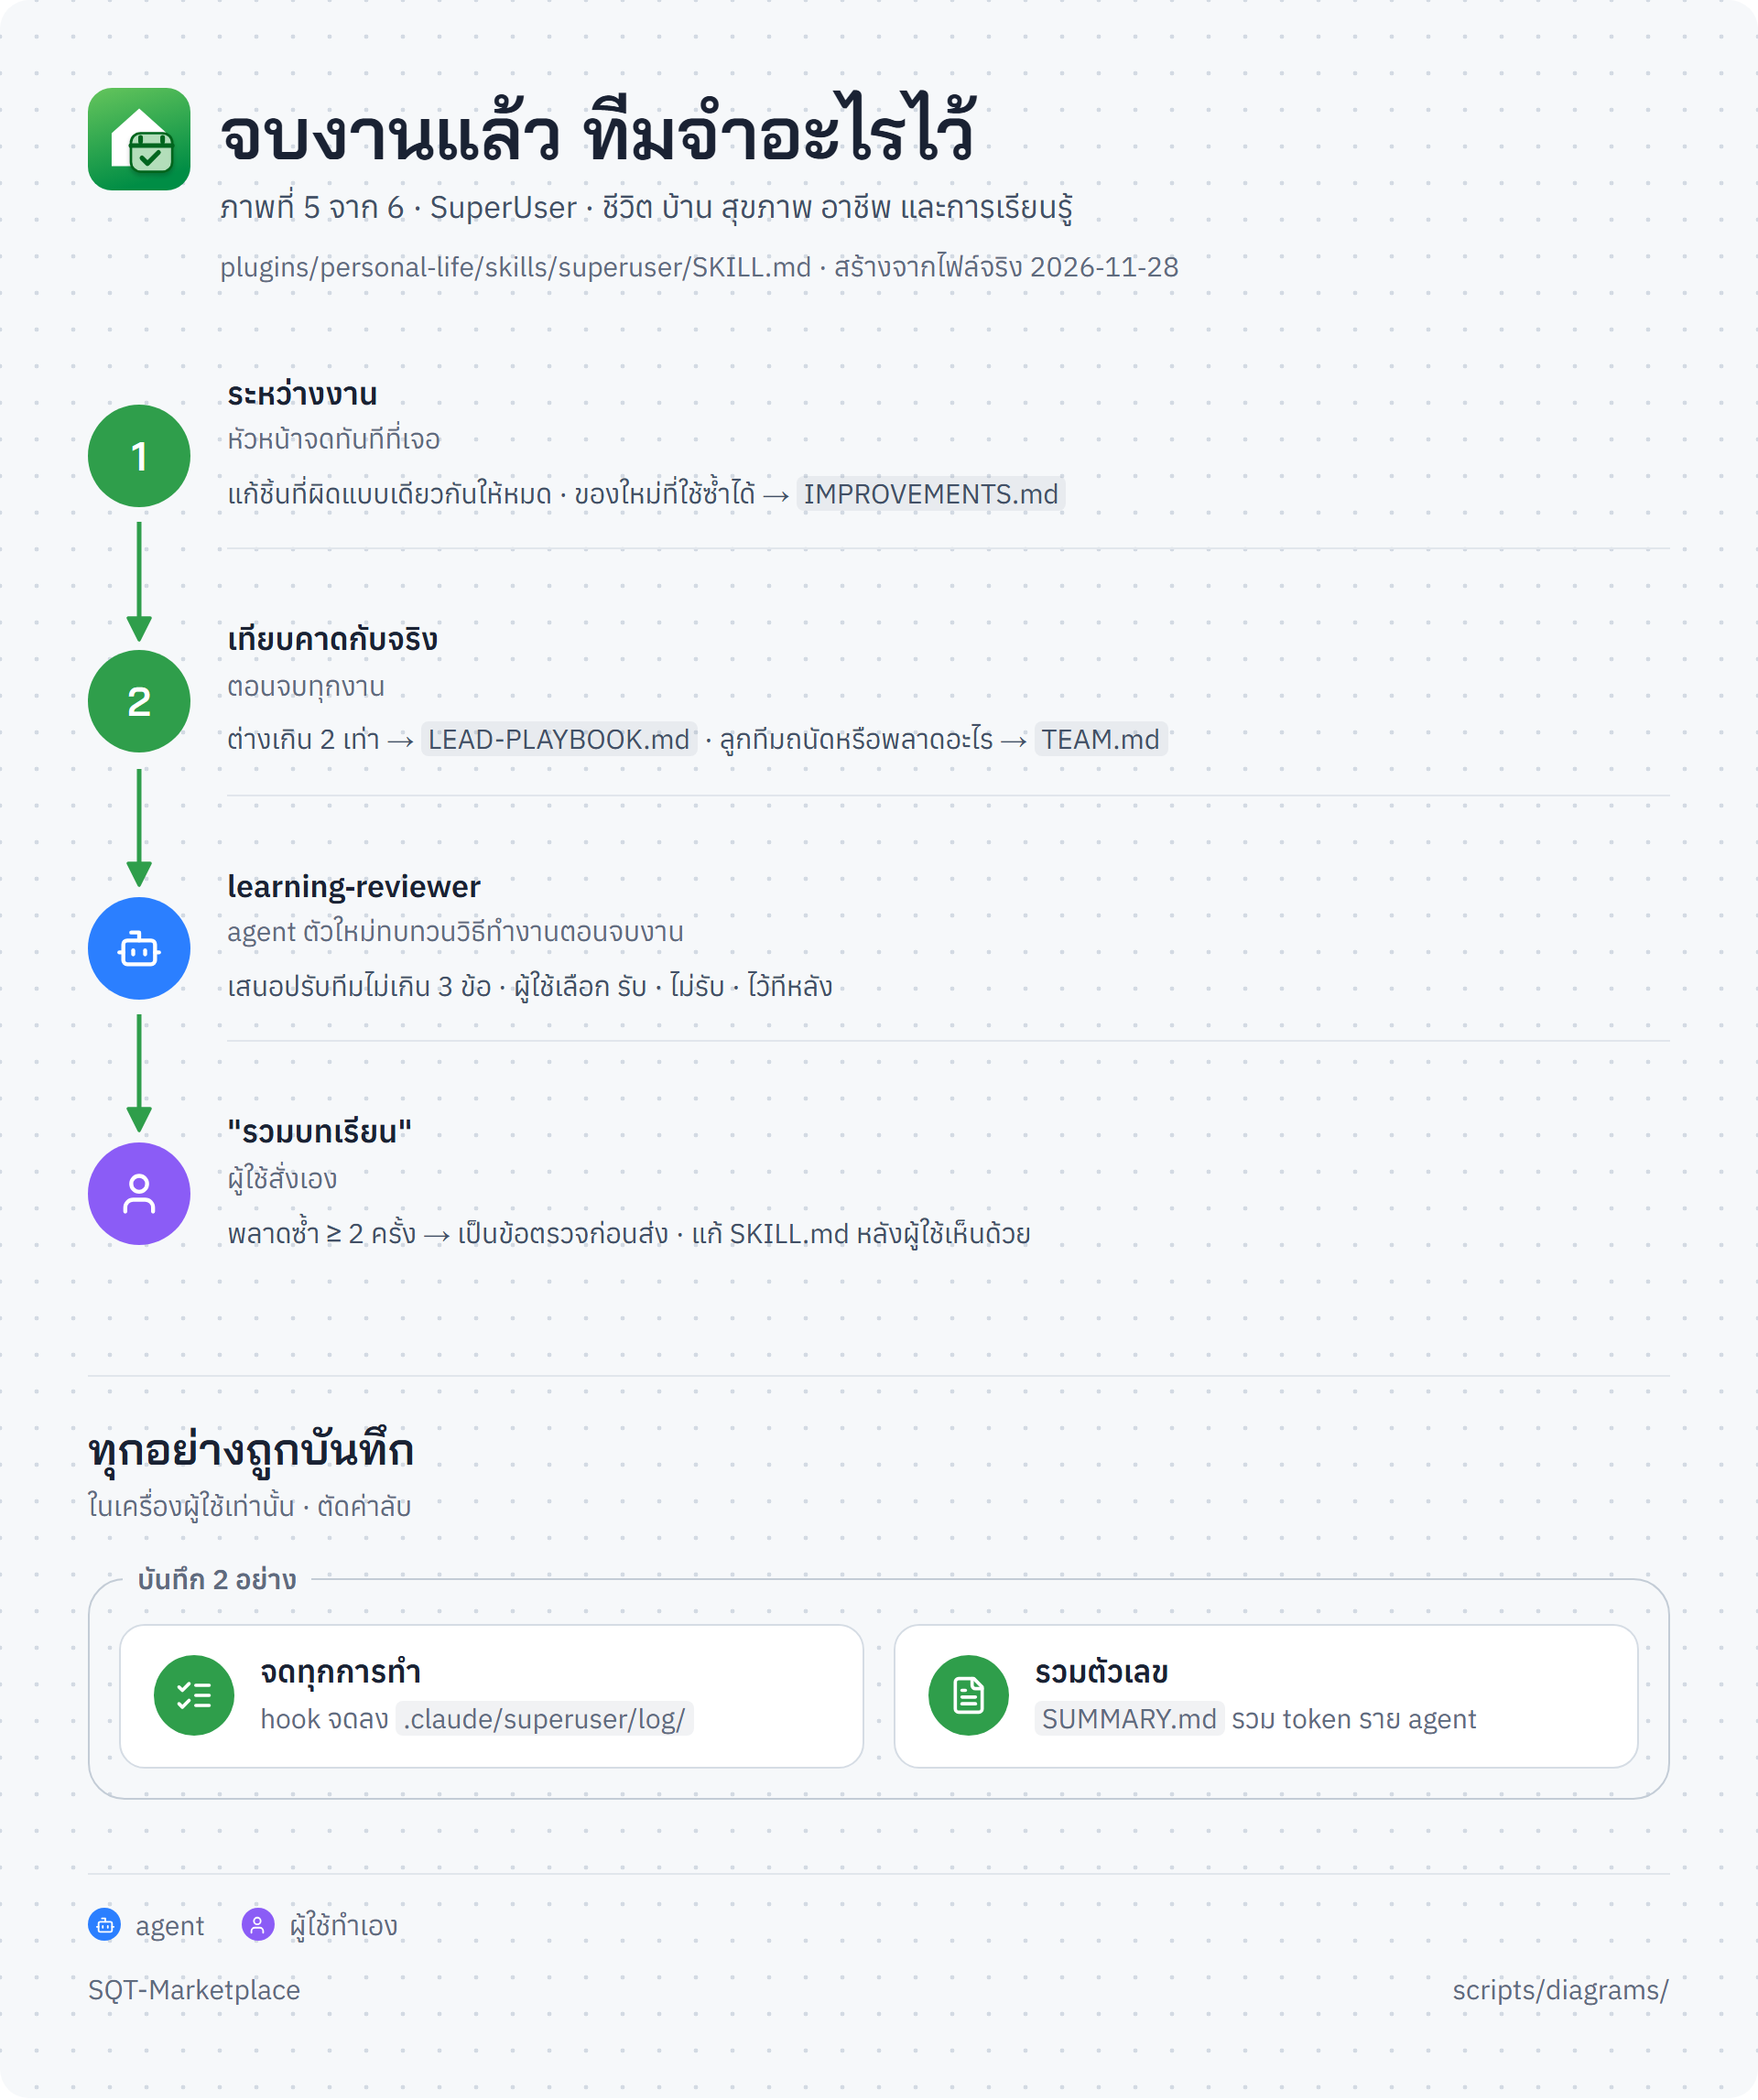 จบงานแล้ว ทีมจำอะไรไว้
ภาพที่ 5 จาก 6 · SuperUser · ชีวิต บ้าน สุขภาพ อาชีพ และการเรียนรู้
plugins/personal-life/skills/superuser/SKILL.md · สร้างจากไฟล์จริง 2026-11-28
ระหว่างงาน
1
หัวหน้าจดทันทีที่เจอ
แก้ชิ้นที่ผิดแบบเดียวกันให้หมด · ของใหม่ที่ใช้ซ้ำได้ → IMPROVEMENTS.md
เทียบคาดกับจริง
2
ตอนจบทุกงาน
ต่างเกิน 2 เท่า → LEAD-PLAYBOOK.md · ลูกทีมถนัดหรือพลาดอะไร → TEAM.md
learning-reviewer
agent ตัวใหม่ทบทวนวิธีทำงานตอนจบงาน
เสนอปรับทีมไม่เกิน 3 ข้อ · ผู้ใช้เลือก รับ · ไม่รับ · ไว้ทีหลัง
"รวมบทเรียน"
ผู้ใช้สั่งเอง
พลาดซ้ำ ≥ 2 ครั้ง → เป็นข้อตรวจก่อนส่ง · แก้ SKILL.md หลังผู้ใช้เห็นด้วย
ทุกอย่างถูกบันทึก
ในเครื่องผู้ใช้เท่านั้น · ตัดค่าลับ
บันทึก 2 อย่าง
จดทุกการทำ
hook จดลง .claude/superuser/log/
รวมตัวเลข
SUMMARY.md รวม token ราย agent
agent
ผู้ใช้ทำเอง
SQT-Marketplace
scripts/diagrams/